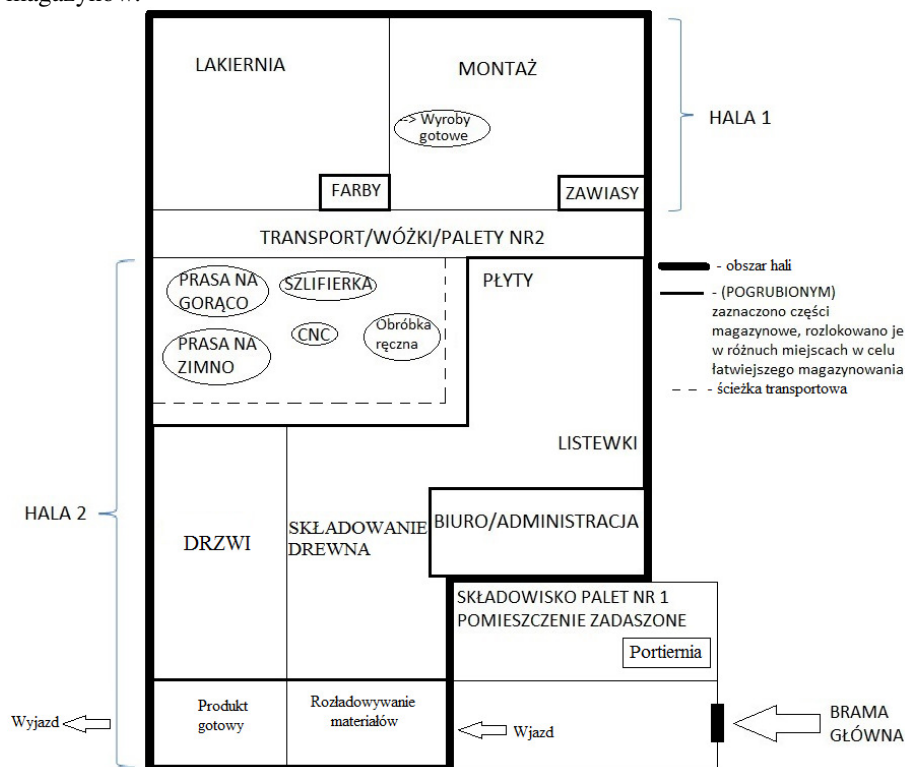 magazynów.
LAKIERNIA
MONTAŻ
--> Wyroby
gotowe
HALA 1
FARBY
ZAWIASY
TRANSPORT/WÓZKI/PALETY NR2
PRASA NA
GORĄCO
SZLIFIERKA
PŁYTY
CNC
Obróbka
ręczna
PRASA NA
ZIMNO
- obszar hali
- (POGRUBIONYM)
zaznaczono części
magazynowe, rozlokowano je
w różnuch miejscach w celu
łatwiejszego magazynowania
- ścieżka transportowa
LISTEWKI
HALA 2
DRZWI
SKŁADOWANIE
DREWNA
BIURO/ADMINISTRACJA
SKŁADOWISKO PALET NR 1
POMIESZCZENIE ZADASZONE
Portiernia
Produkt
gotowy
Rozładowywanie
materiałów
Wyjazd
Wjazd
BRAMA
GŁÓWNA